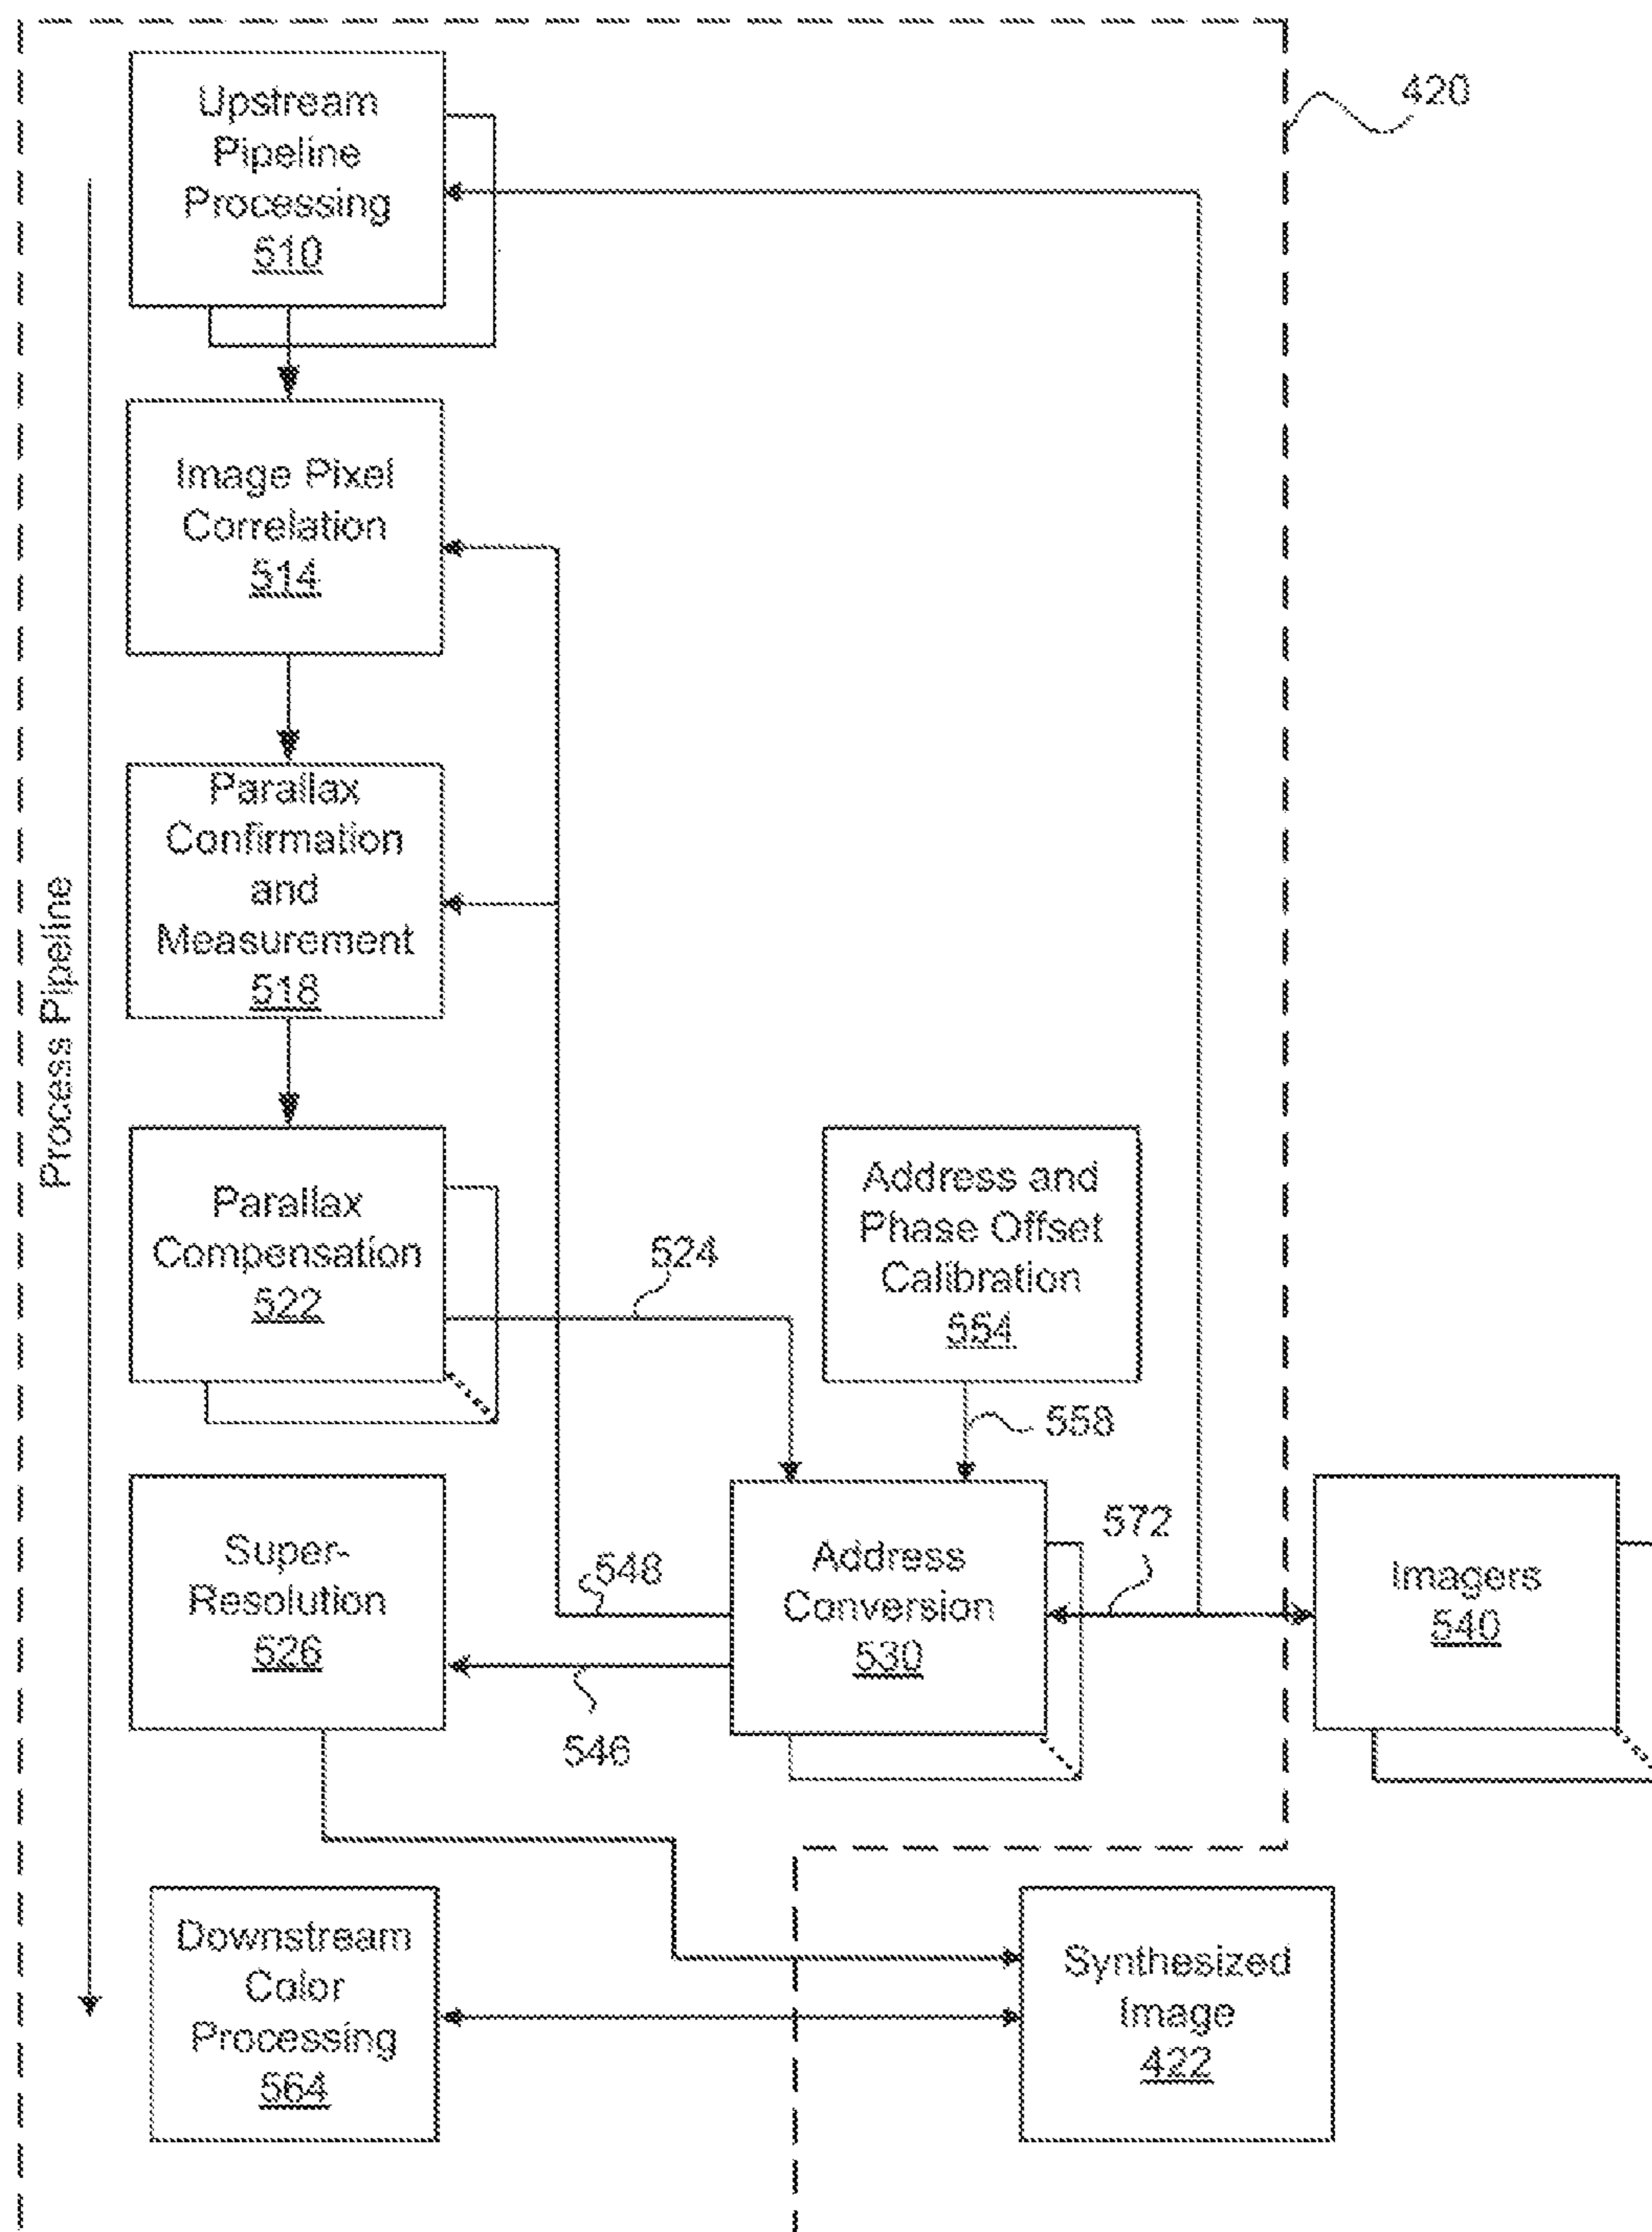 420
Upstream
Pipeline
Processing
510
Image Pixel
Correlation
514
Parallax
Confirmation
and
Measurement
518
Process Pipeline
Parallax
Compensation
522
524
Address and
Phase Offset
Calibration
554
558
Super-
Resolution
526
548
546
Address
Conversion
530
572
Imagers
540
Downstream
Color
Processing
564
Synthesized
Image
422